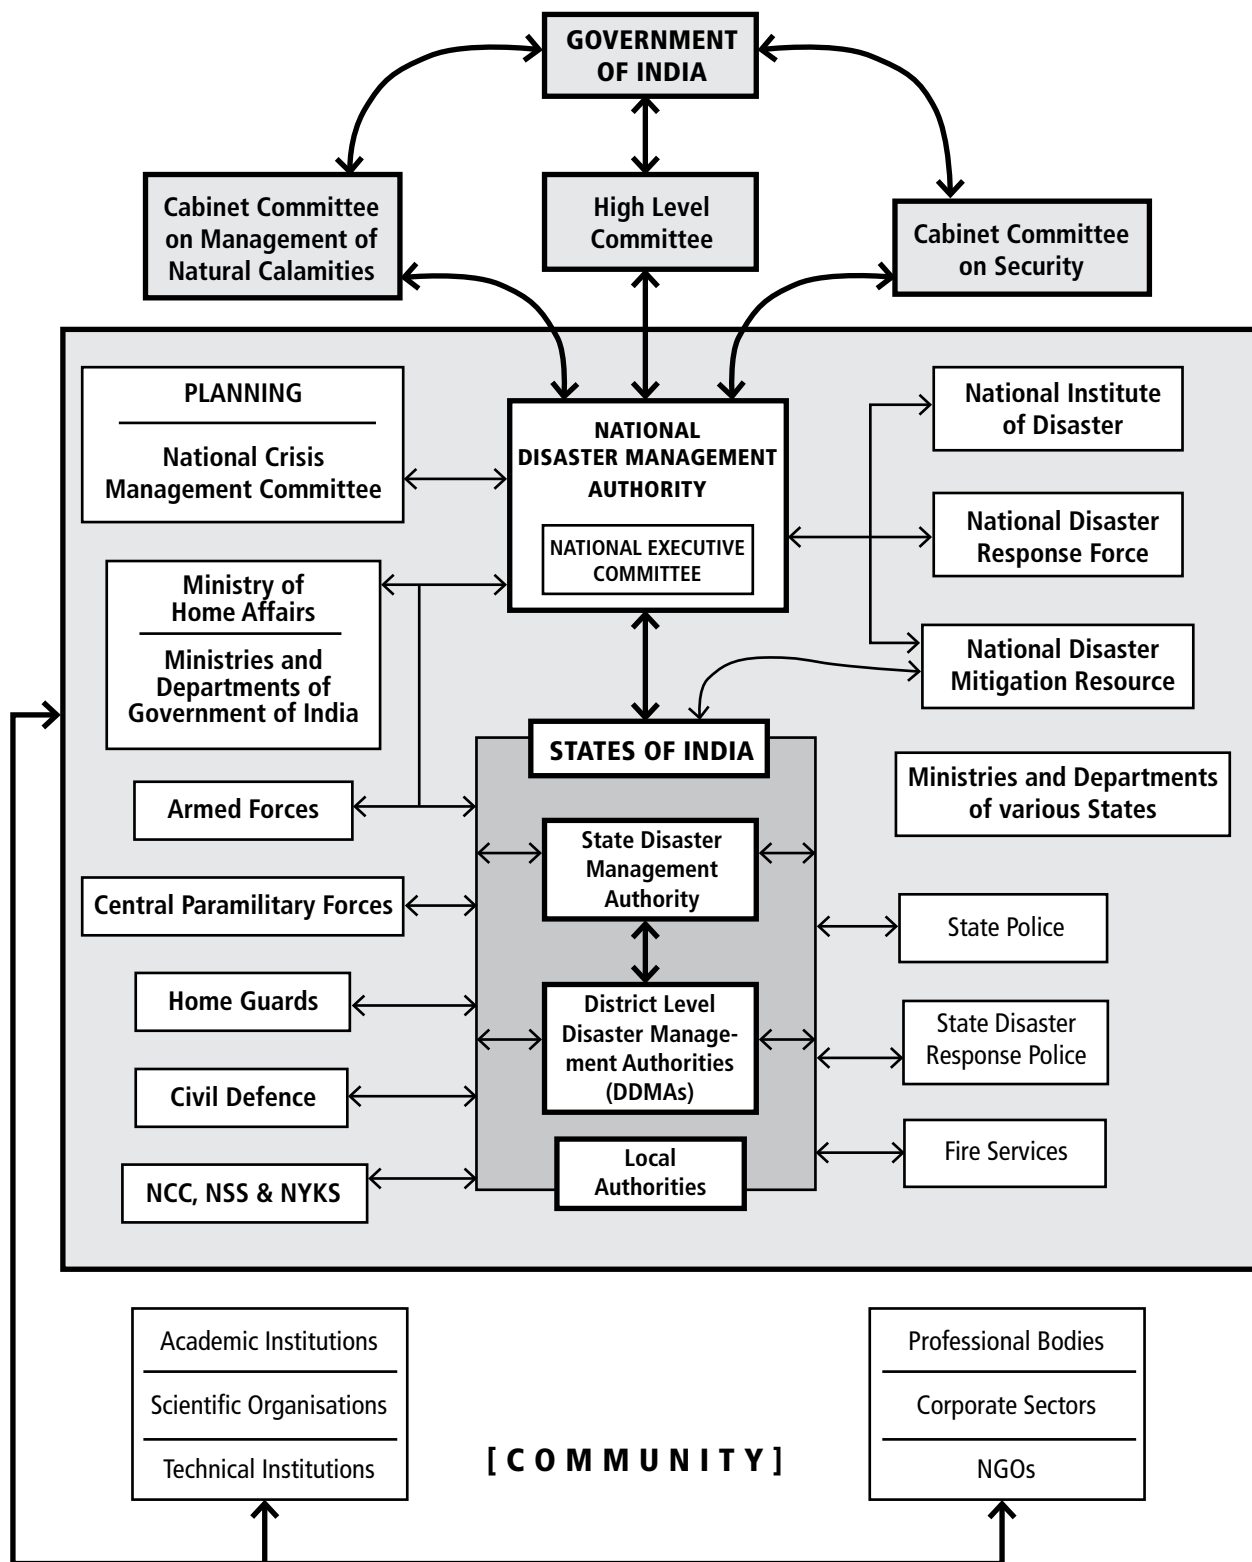 GOVERNMENT
OF INDIA
Cabinet Committee
on Management of
Natural Calamities
High Level
Committee
Cabinet Committee
on Security
PLANNING
National Crisis
Management Committee
NATIONAL
DISASTER MANAGEMENT
AUTHORITY
NATIONAL EXECUTIVE
COMMITTEE
National Institute
of Disaster
National Disaster
Response Force
National Disaster
Mitigation Resource
Ministry of
Home Affairs
Ministries and
Departments of
Government of India
STATES OF INDIA
Ministries and Departments
of various States
Armed Forces
State Disaster
Management
Authority
Central Paramilitary Forces
State Police
Home Guards
District Level
Disaster Manage-
ment Authorities
(DDMAs)
State Disaster
Response Police
Civil Defence
Local
Authorities
Fire Services
NCC, NSS & NYKS
Academic Institutions
Scientific Organisations
Technical Institutions
[ C O M M U N I T Y ]
Professional Bodies
Corporate Sectors
NGOs